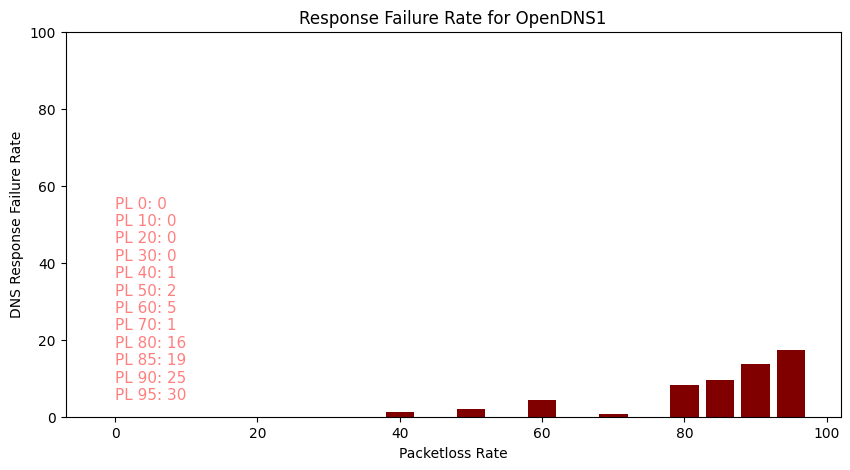 Response Failure Rate for OpenDNS1
100
80
60
40
20
0
DNS Response Failure Rate
PL 0: 0
PL 10: 0
PL 20: 0
PL 30: 0
PL 40: 1
PL 50: 2
PL 60: 5
PL 70: 1
PL 80: 16
PL 85: 19
PL 90: 25
PL 95: 30
0 20 40 60 80 100
Packetloss Rate